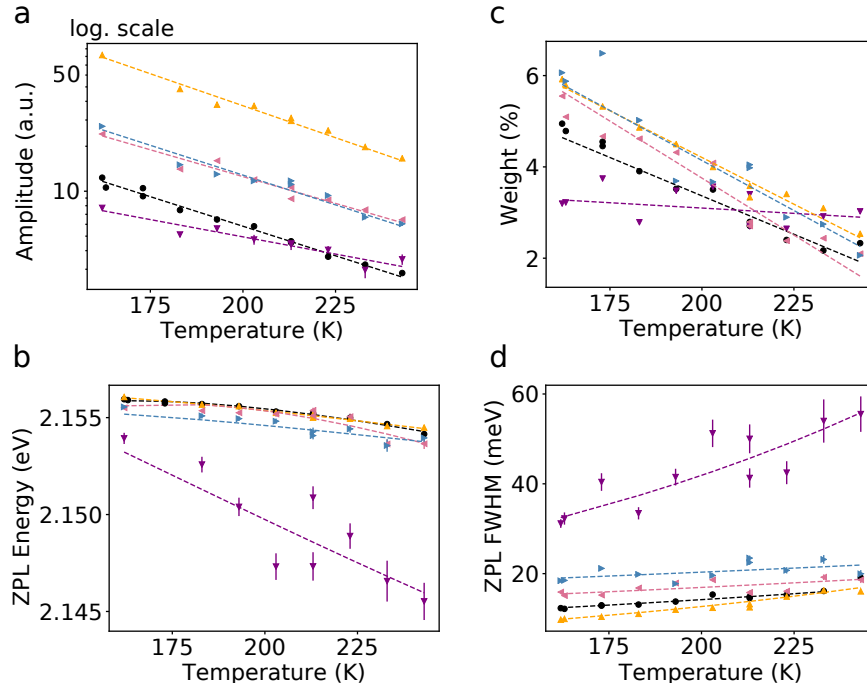 a
log. scale
Amplitude (a.u.)
50
10
175
200
225
Temperature (K)
c
Weight (%)
6
4
2
175
200
225
Temperature (K)
b
ZPL Energy (eV)
2.155
2.150
2.145
175
200
225
Temperature (K)
d
ZPL FWHM (meV)
60
40
20
175
200
225
Temperature (K)